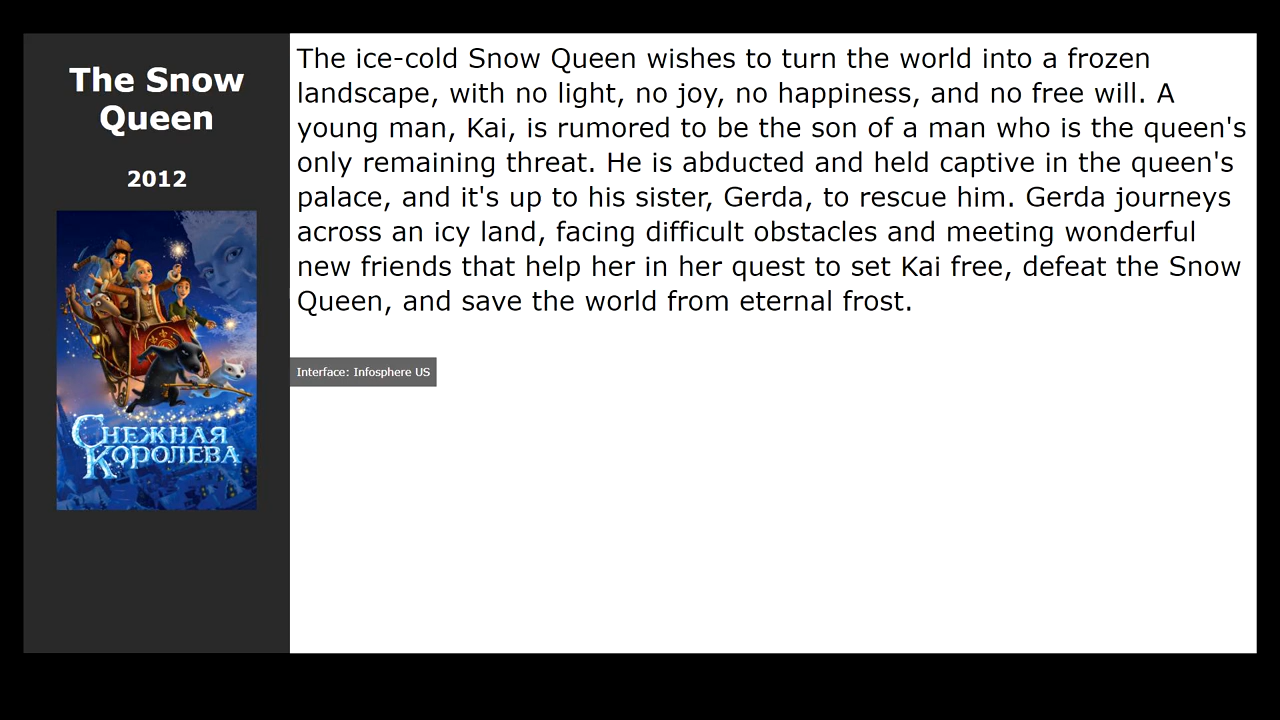 The Snow
Queen
2012
Снежная
Королева
The ice-cold Snow Queen wishes to turn the world into a frozen
landscape, with no light, no joy, no happiness, and no free will. A
young man, Kai, is rumored to be the son of a man who is the queen's
only remaining threat. He is abducted and held captive in the queen's
palace, and it's up to his sister, Gerda, to rescue him. Gerda journeys
across an icy land, facing difficult obstacles and meeting wonderful
new friends that help her in her quest to set Kai free, defeat the Snow
Queen, and save the world from eternal frost.
Interface: Infosphere US